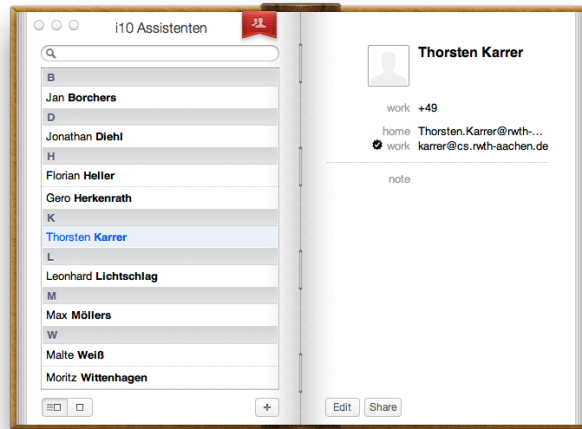 i10 Assistenten
B
Jan Borchers
D
Jonathan Diehl
H
Florian Heller
Gero Herkenrath
K
Thorsten Karrer
L
Leonhard Lichtschlag
M
Max Möllers
W
Malte Weiß
Moritz Wittenhagen
Thorsten Karrer
work +49
home Thorsten.Karrer@rwth-...
work karrer@cs.rwth-aachen.de
note
Edit Share